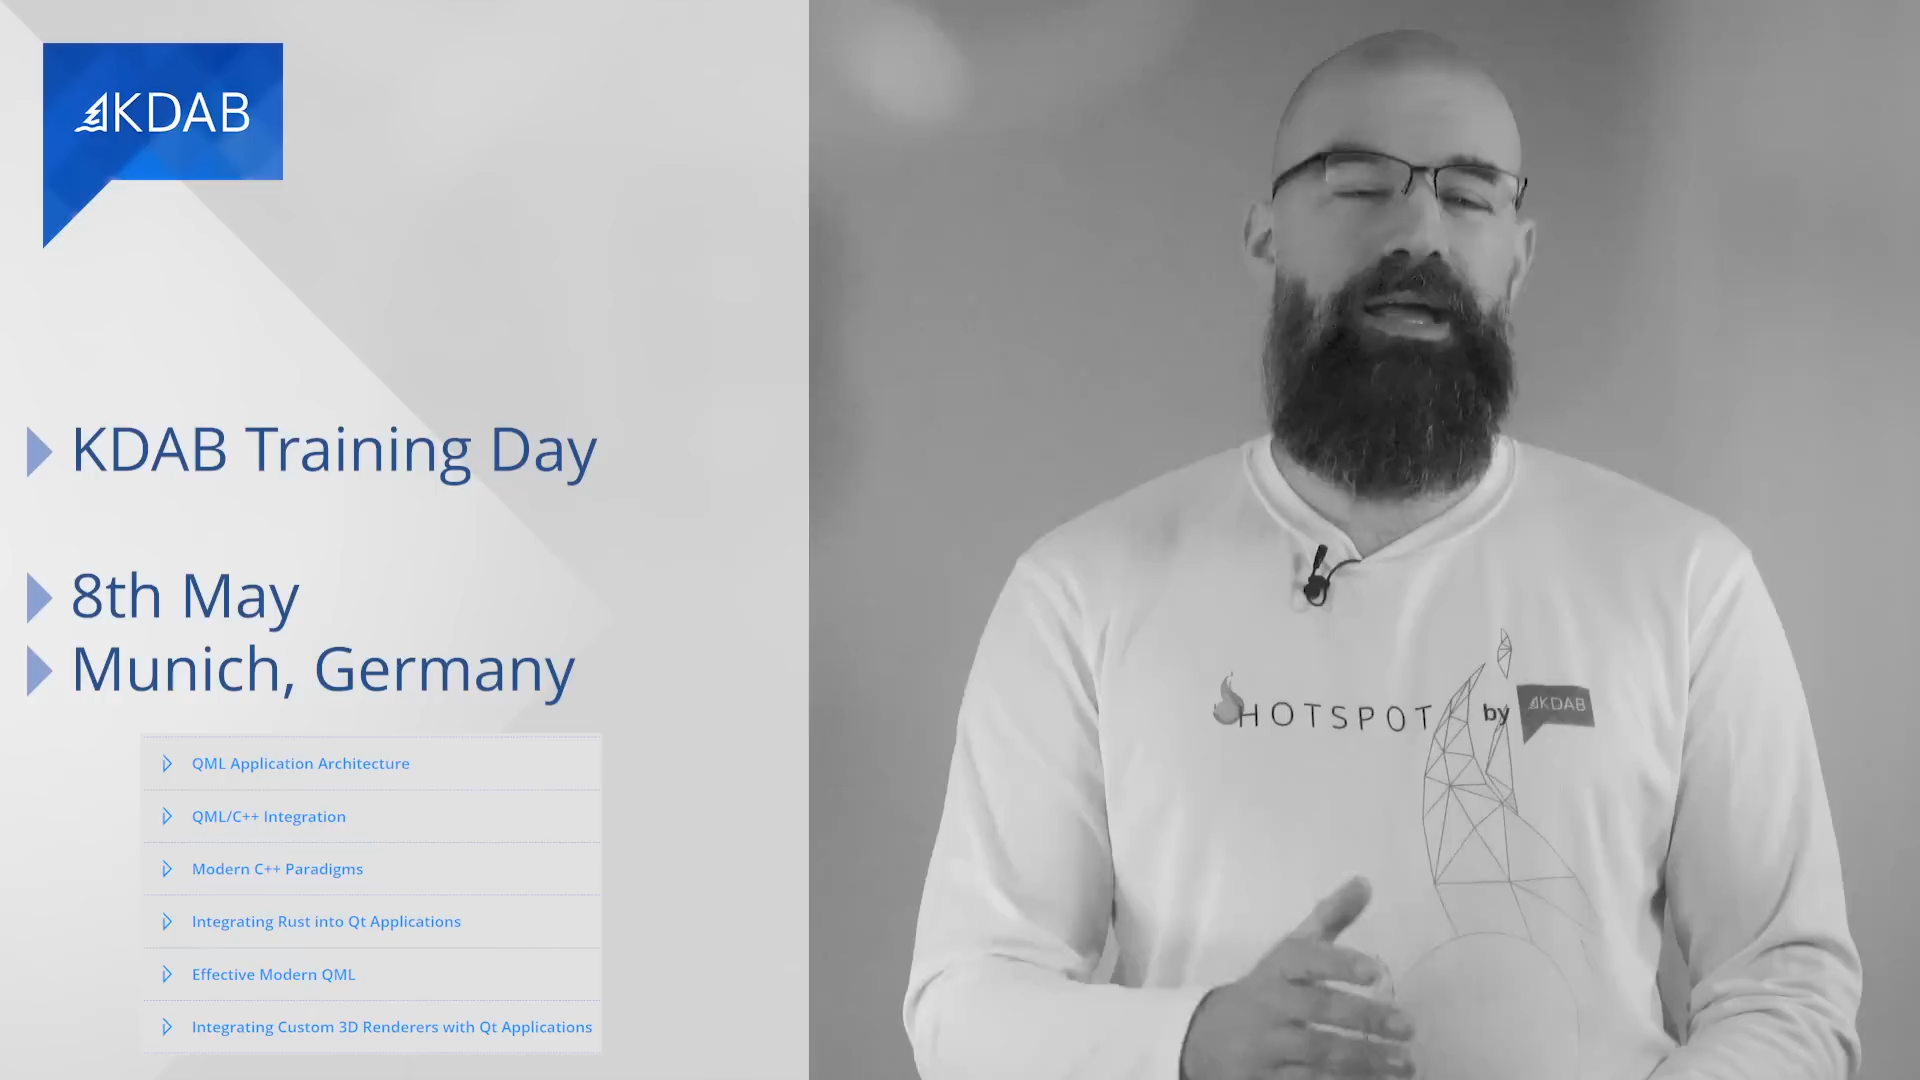 KDAB
KDAB Training Day
8th May
Munich, Germany
QML Application Architecture
QML/C++ Integration
Modern C++ Paradigms
Integrating Rust into Qt Applications
Effective Modern QML
Integrating Custom 3D Renderers with Qt Applications
HOTSPOT by KDAB